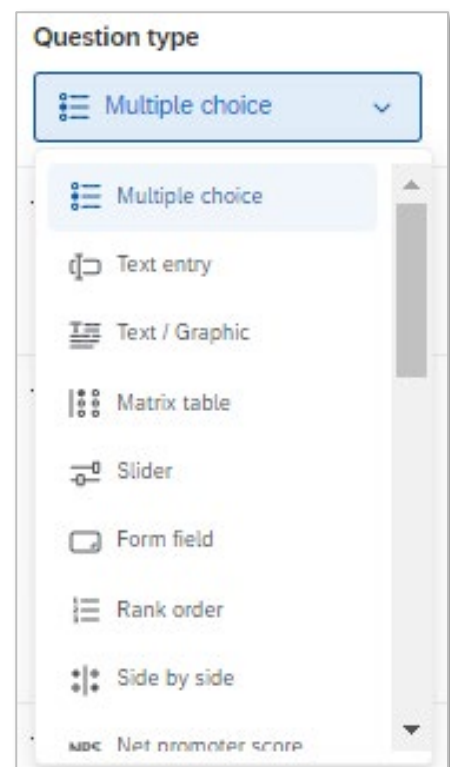 Question type
Multiple choice
Multiple choice
Text entry
Text / Graphic
Matrix table
Slider
Form field
Rank order
Side by side
NPS Net promoter score